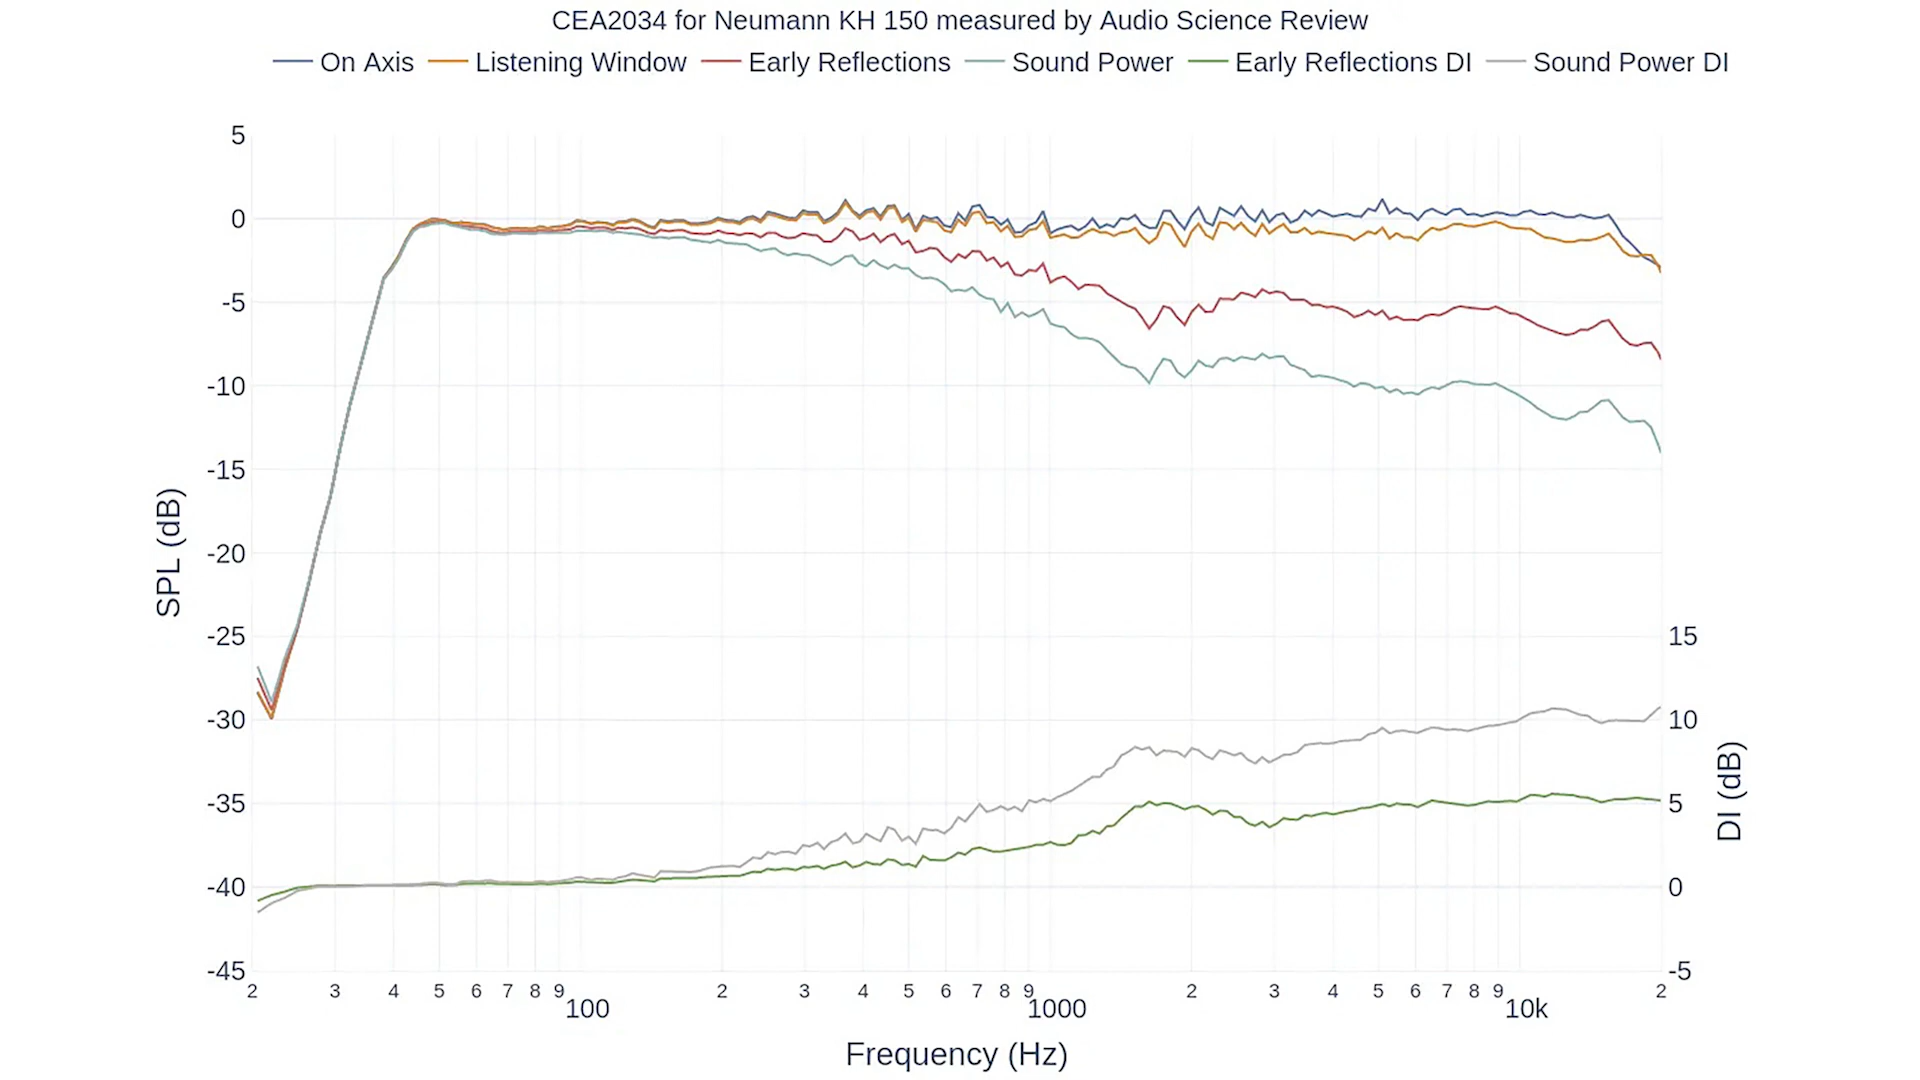 CEA2034 for Neumann KH 150 measured by Audio Science Review
On Axis Listening Window Early Reflections Sound Power Early Reflections DI Sound Power DI
5
0
-5
-10
-15
-20
-25 15
-30 10
-35 5
-40 0
-45 -5
SPL (dB)
DI (dB)
2 3 4 5 6 7 8 9 2 3 4 5 6 7 8 9 2 3 4 5 6 7 8 9 2
100 1000 10k
Frequency (Hz)